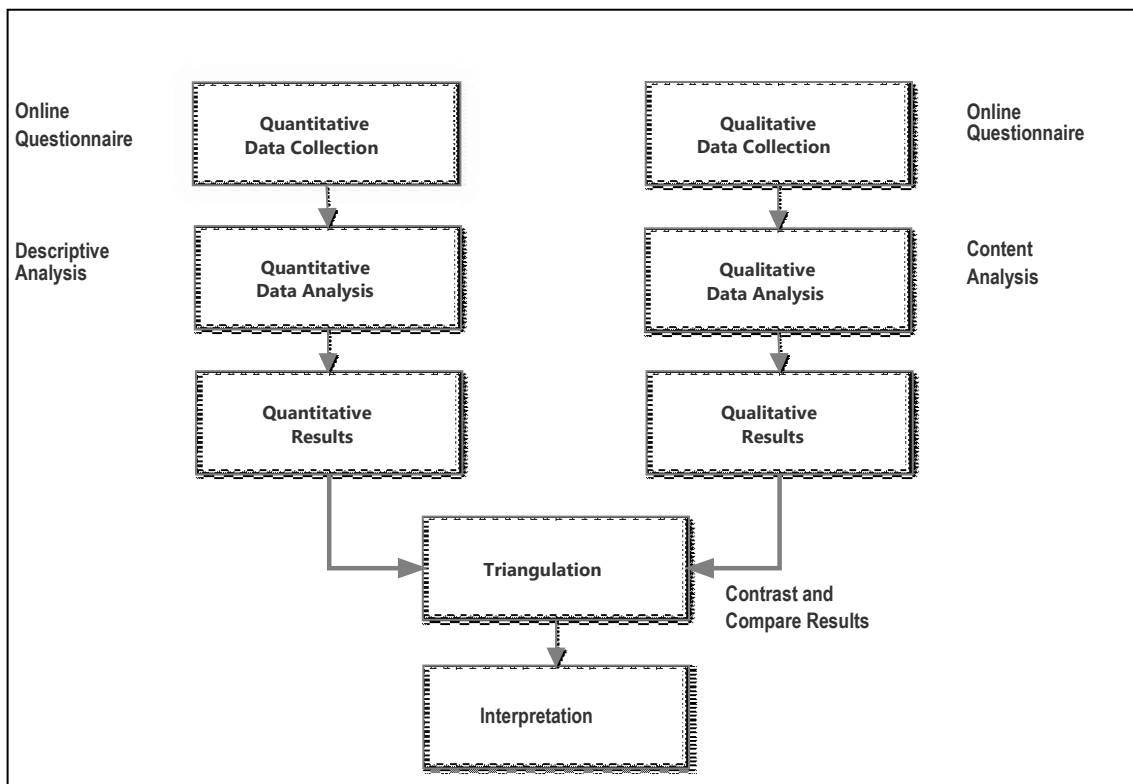 Online
Questionnaire
Quantitative
Data Collection
Qualitative
Data Collection
Online
Questionnaire
Descriptive
Analysis
Quantitative
Data Analysis
Qualitative
Data Analysis
Content
Analysis
Quantitative
Results
Qualitative
Results
Triangulation
Contrast and
Compare Results
Interpretation